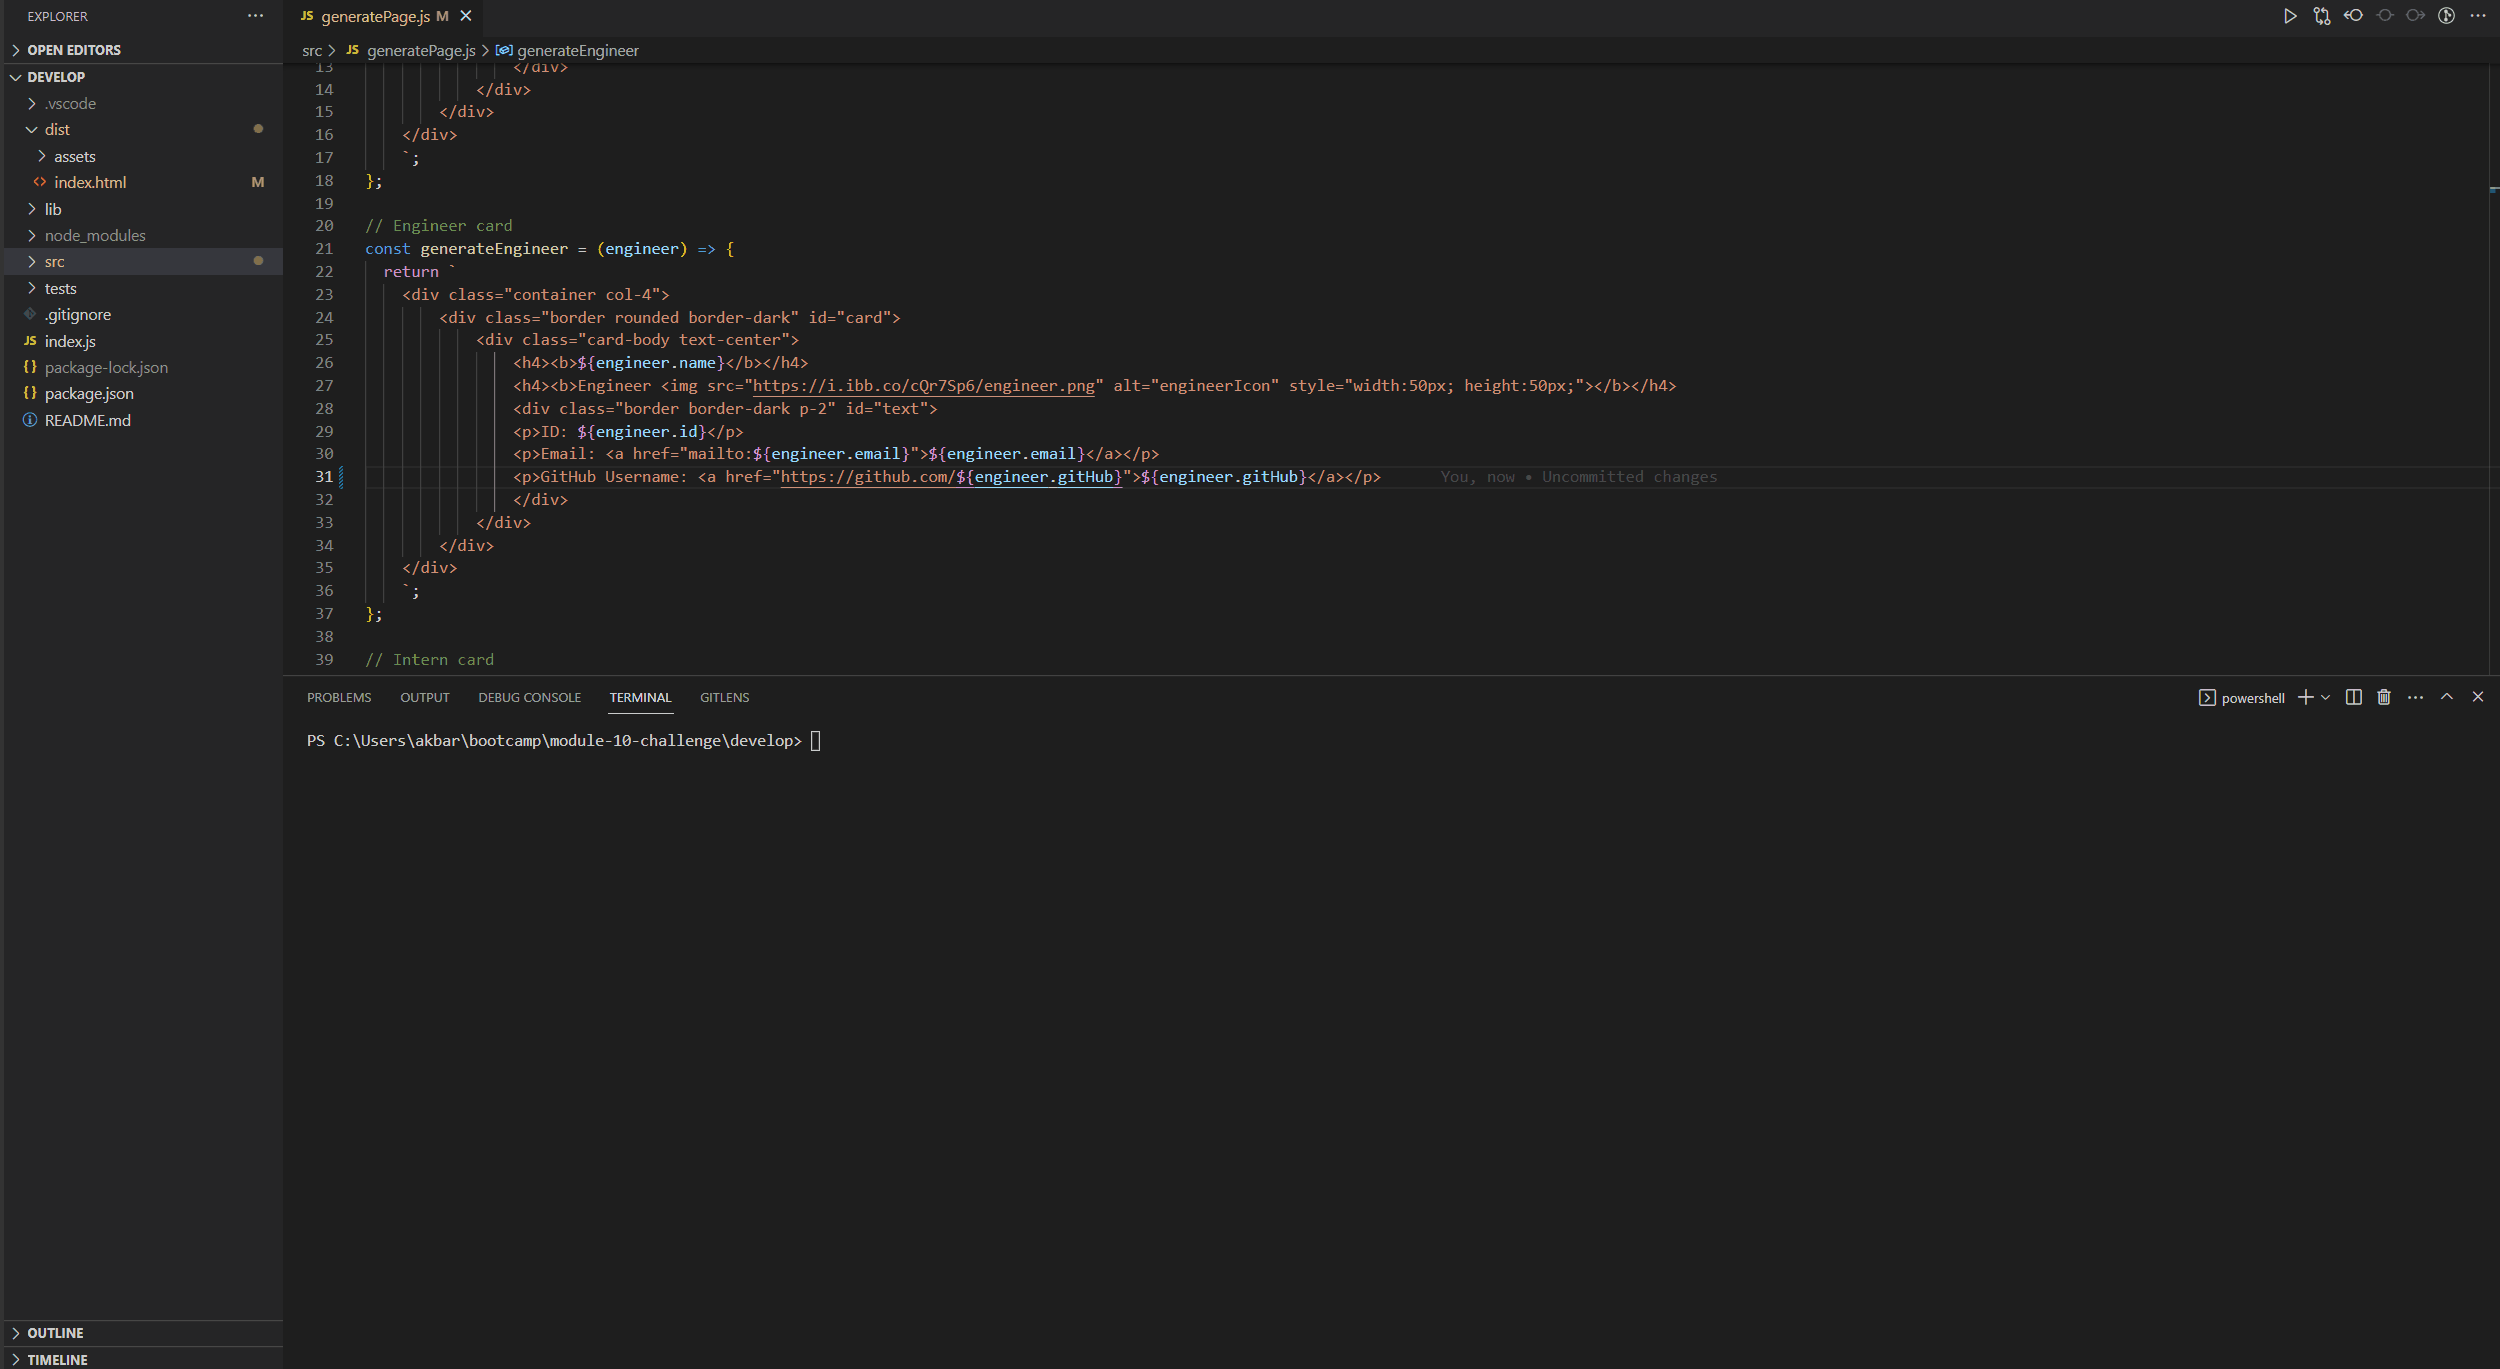 EXPLORER
OPEN EDITORS
DEVELOP
.vscode
dist
assets
index.html M
lib
node_modules
src
tests
.gitignore
JS index.js
{} package-lock.json
{} package.json
README.md
OUTLINE
TIMELINE
JS generatePage.js M
src > JS generatePage.js > generateEngineer
13 </div>
14 </div>
15 </div>
16 </div>
17 `;
18 };
19
20 // Engineer card
21 const generateEngineer = (engineer) => {
22 return `
23 <div class="container col-4">
24 <div class="border rounded border-dark" id="card">
25 <div class="card-body text-center">
26 <h4><b>${engineer.name}</b></h4>
27 <h4><b>Engineer <img src="https://i.ibb.co/cQr7Sp6/engineer.png" alt="engineerIcon" style="width:50px; height:50px;"></b></h4>
28 <div class="border border-dark p-2" id="text">
29 <p>ID: ${engineer.id}</p>
30 <p>Email: <a href="mailto:${engineer.email}">${engineer.email}</a></p>
31 <p>GitHub Username: <a href="https://github.com/${engineer.gitHub}">${engineer.gitHub}</a></p> You, now • Uncommitted changes
32 </div>
33 </div>
34 </div>
35 </div>
36 `;
37 };
38
39 // Intern card
PROBLEMS OUTPUT DEBUG CONSOLE TERMINAL GITLENS
powershell
PS C:\Users\akbar\bootcamp\module-10-challenge\develop>